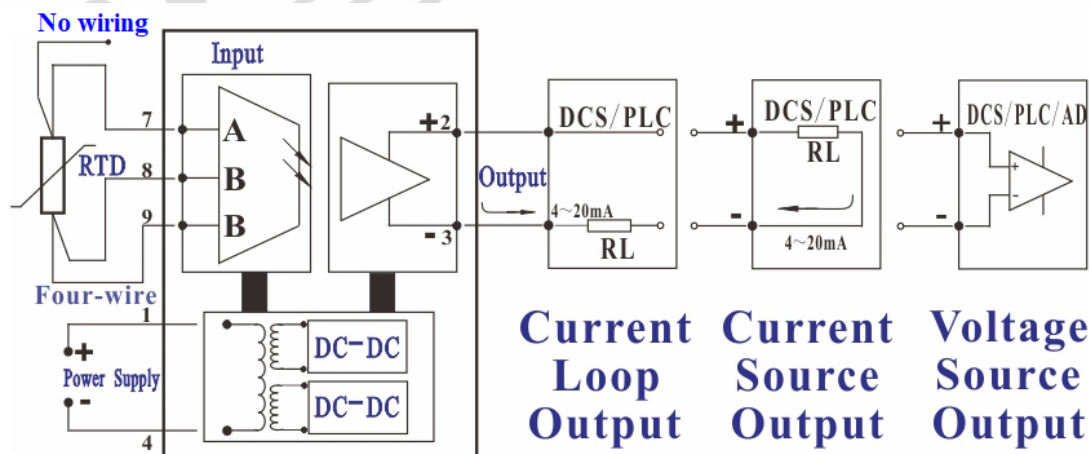 No wiring
Input
7
A
RTD
8
B
9
B
Four-wire
+2
-3
Output
DCS/PLC
4~20mA
RL
+
DCS/PLC
RL
-
4~20mA
+
DCS/PLC/AD
+
-
-
1
+
Power Supply
-
4
DC-DC
DC-DC
Current
Loop
Output
Current
Source
Output
Voltage
Source
Output